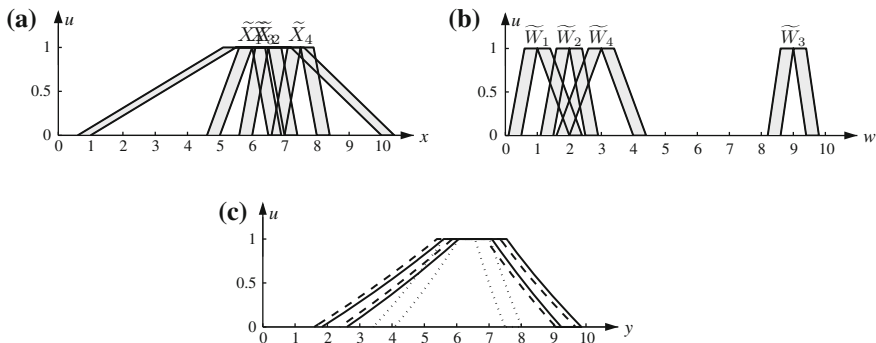 (a)
u
X̃₁ X̃₃ X̃₂ X̃₄
1
0.5
0
0 1 2 3 4 5 6 7 8 9 10 x
(b)
u
W̃₁ W̃₂ W̃₄ W̃₃
1
0.5
0
0 1 2 3 4 5 6 7 8 9 10 w
(c)
u
1
0.5
0
0 1 2 3 4 5 6 7 8 9 10 y